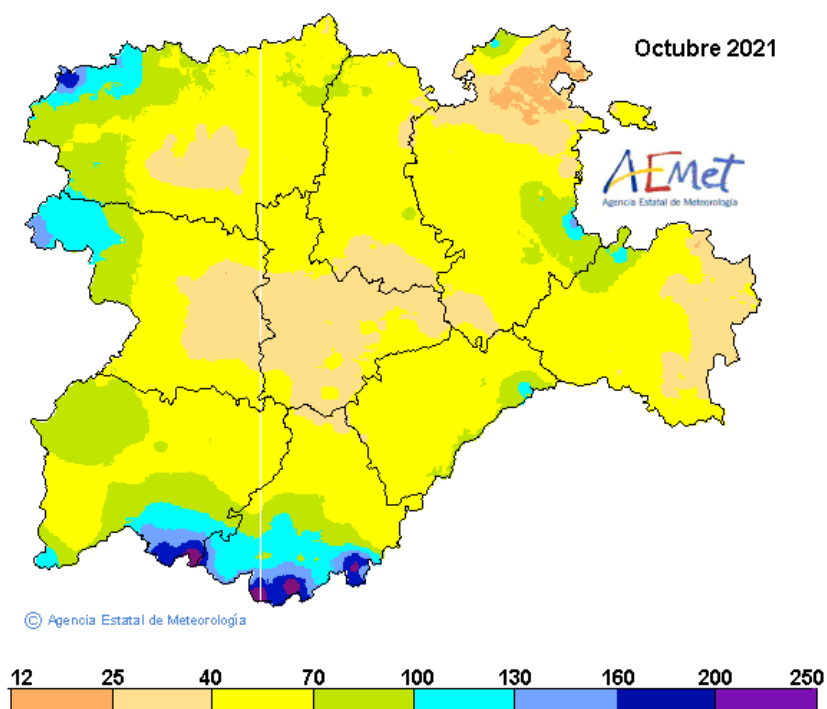 Octubre 2021
AEMet
Agencia Estatal de Meteorología
© Agencia Estatal de Meteorología
12 25 40 70 100 130 160 200 250